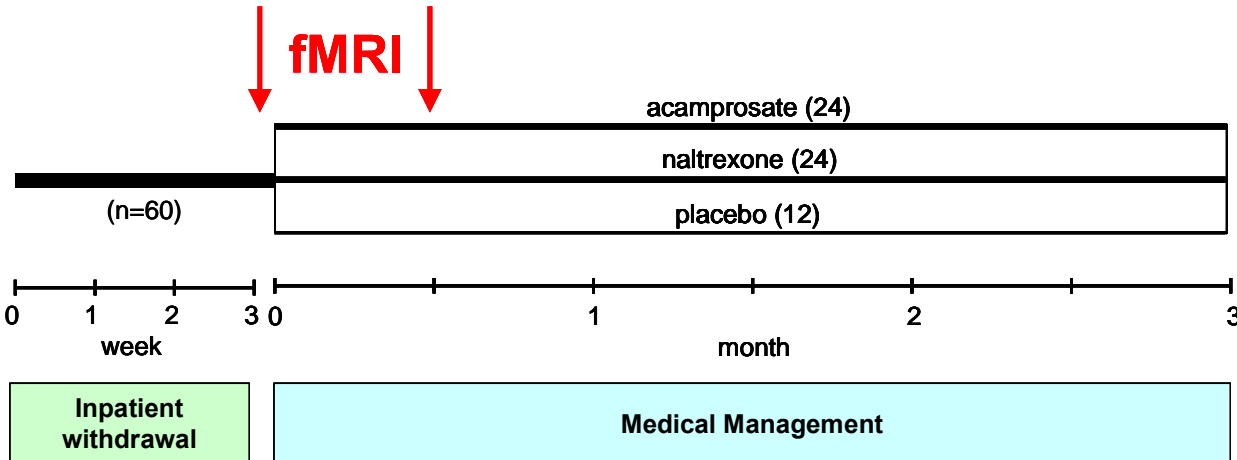 fMRI
acamprosate (24)
naltrexone (24)
(n=60)
placebo (12)
0 1 2 3
week
0 1 2 3
month
Inpatient
withdrawal
Medical Management